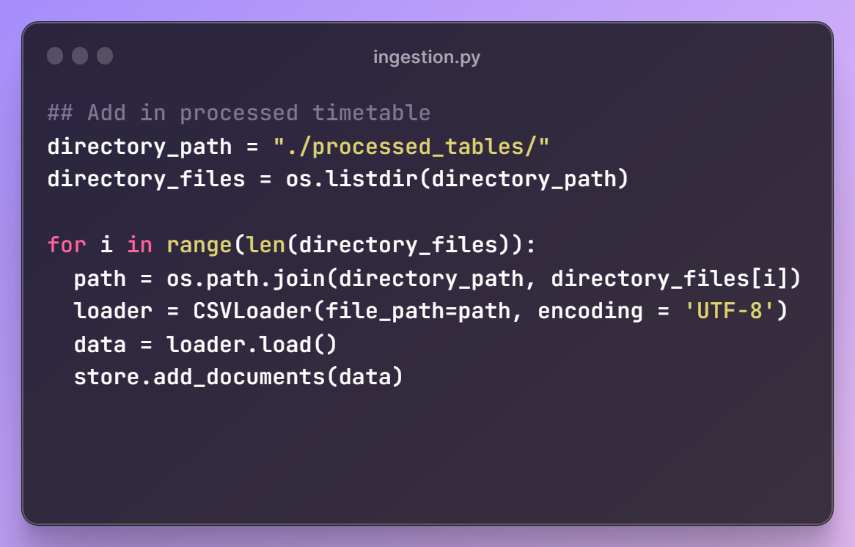 ingestion.py
## Add in processed timetable
directory_path = "./processed_tables/"
directory_files = os.listdir(directory_path)
for i in range(len(directory_files)):
  path = os.path.join(directory_path, directory_files[i])
  loader = CSVLoader(file_path=path, encoding = 'UTF-8')
  data = loader.load()
  store.add_documents(data)